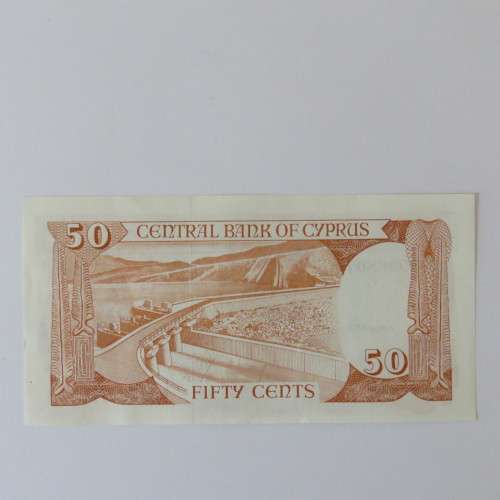 50
CENTRAL BANK OF CYPRUS
50
FIFTY CENTS